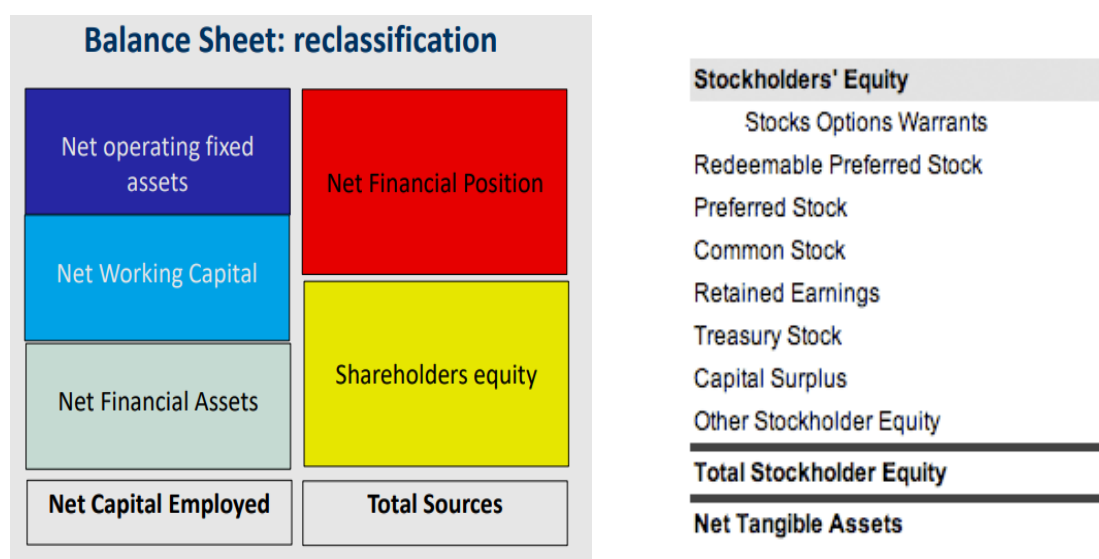 Balance Sheet: reclassification
Net operating fixed
assets
Net Working Capital
Net Financial Assets
Net Capital Employed
Net Financial Position
Shareholders equity
Total Sources
Stockholders' Equity
Stocks Options Warrants
Redeemable Preferred Stock
Preferred Stock
Common Stock
Retained Earnings
Treasury Stock
Capital Surplus
Other Stockholder Equity
Total Stockholder Equity
Net Tangible Assets